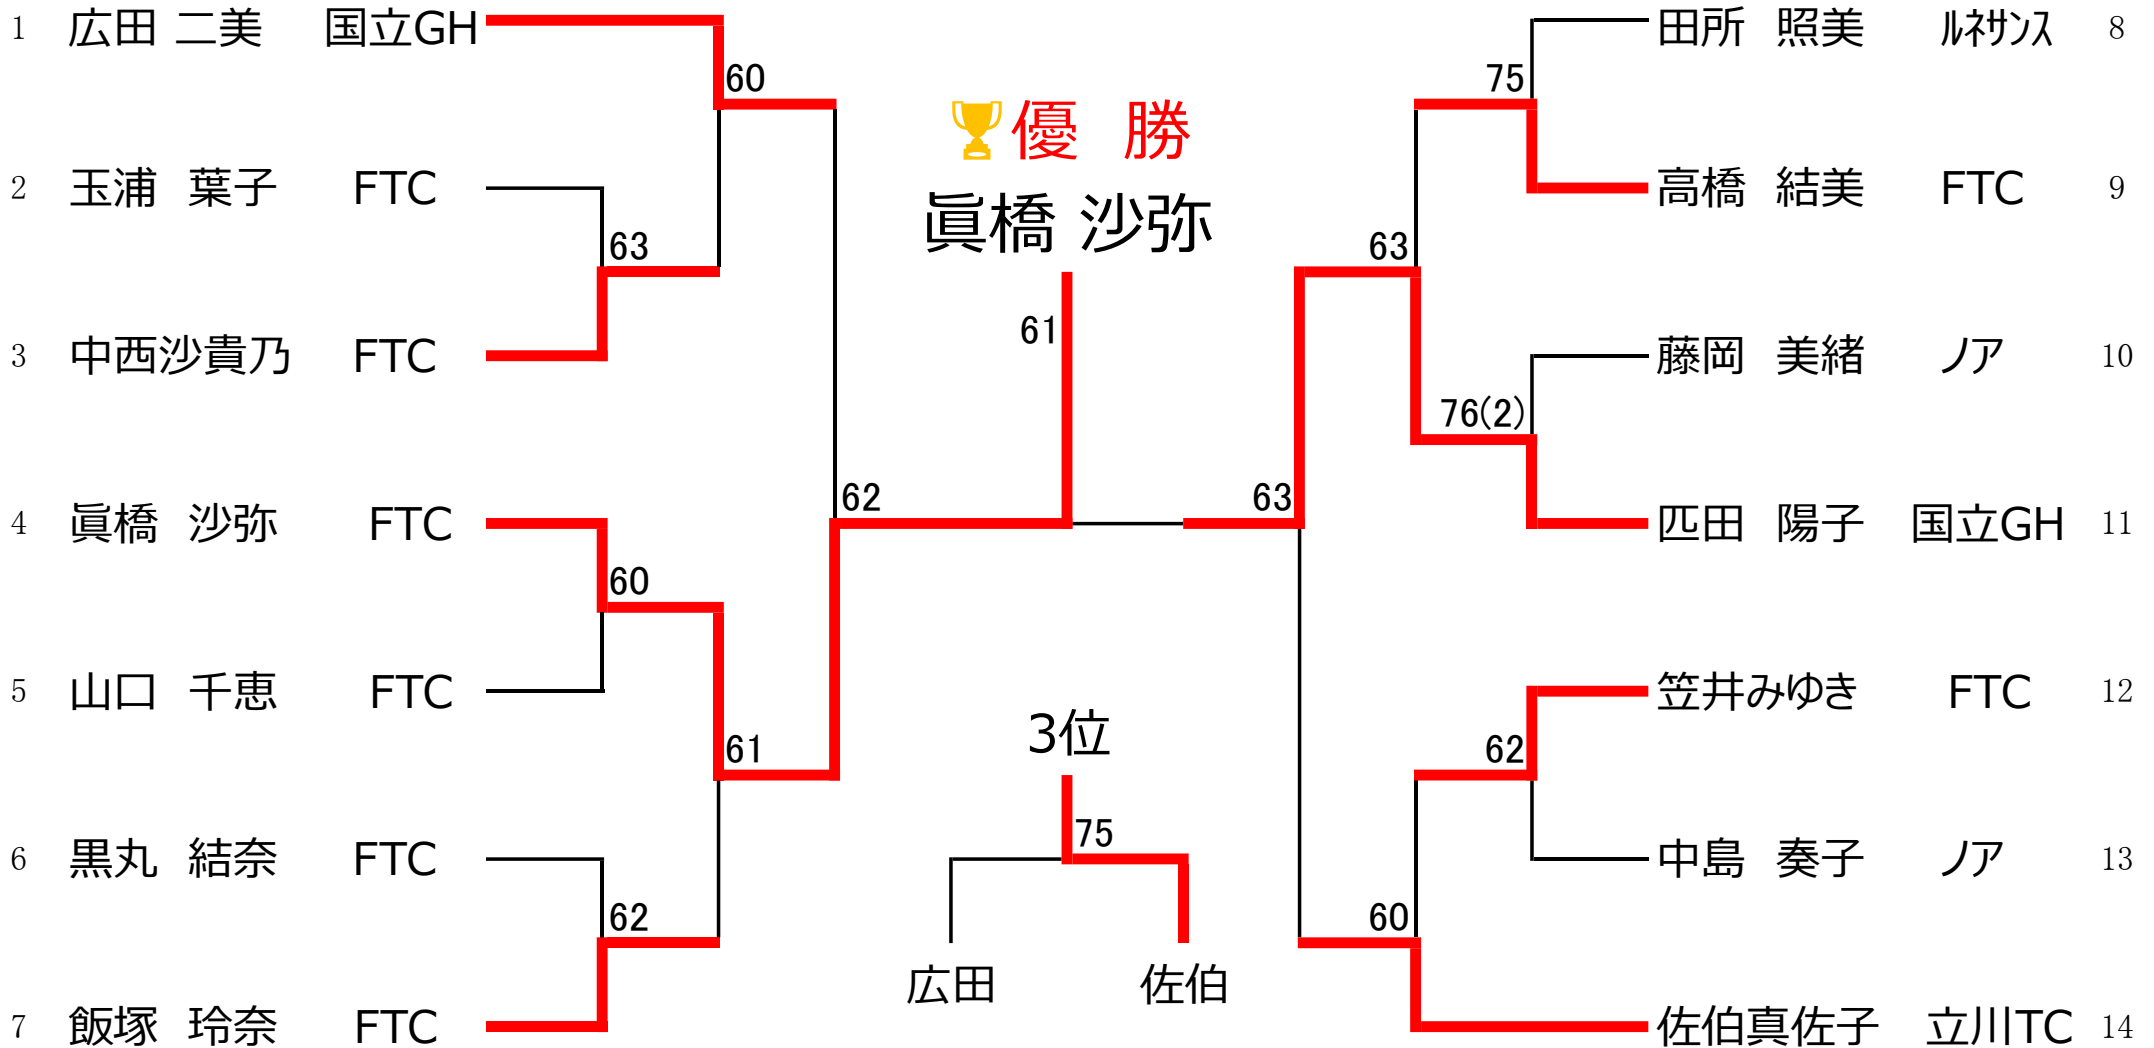 1 広田 二美 国立GH
2 玉浦 葉子 FTC
3 中西沙貴乃 FTC
4 眞橋 沙弥 FTC
5 山口 千恵 FTC
6 黒丸 結奈 FTC
7 飯塚 玲奈 FTC
60
63
60
61
62
62
優 勝
眞橋 沙弥
61
3位
75
広田 佐伯
75
63
76(2)
63
62
60
田所 照美 ﾙﾈｻﾝｽ 8
高橋 結美 FTC 9
藤岡 美緒 ノア 10
匹田 陽子 国立GH 11
笠井みゆき FTC 12
中島 奏子 ノア 13
佐伯真佐子 立川TC 14